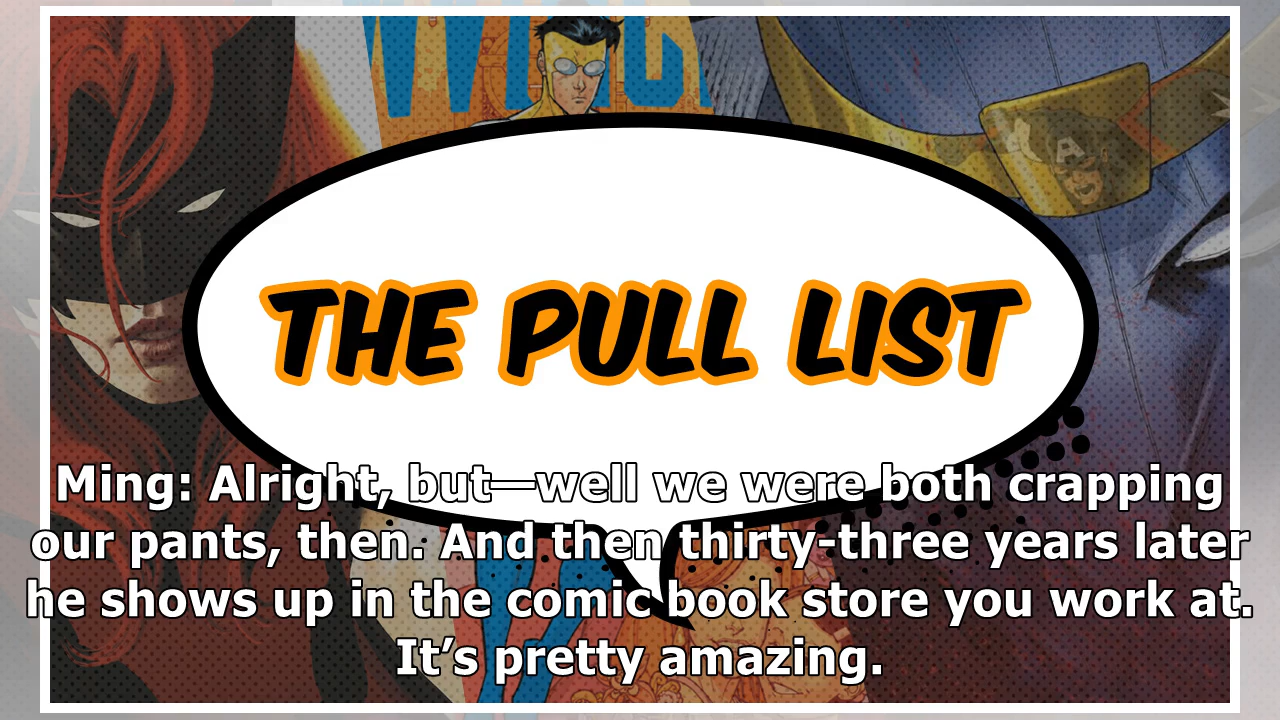 THE PULL LIST
Ming: Alright, but—well we were both crapping
our pants, then. And then thirty-three years later
he shows up in the comic book store you work at.
It’s pretty amazing.